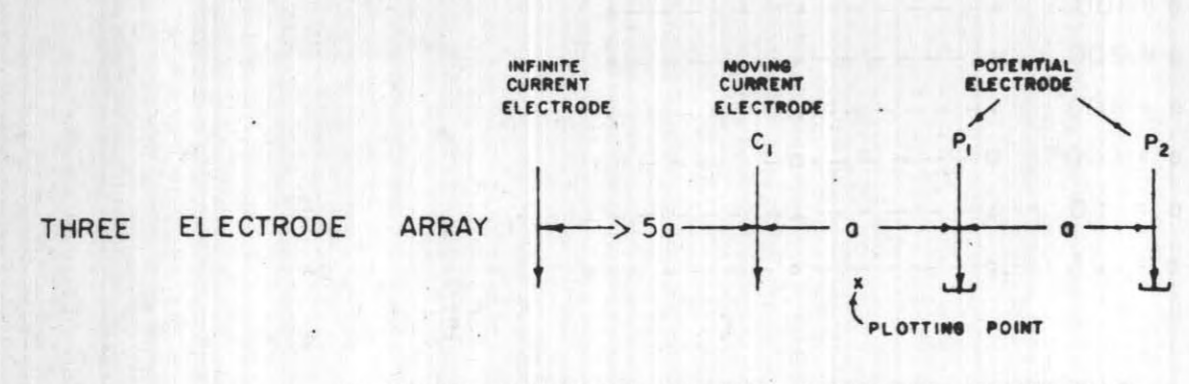 INFINITE
CURRENT
ELECTRODE
MOVING
CURRENT
ELECTRODE
C₁
POTENTIAL
ELECTRODE
P₁
P₂
THREE ELECTRODE ARRAY
> 5a
a
a
x
PLOTTING POINT